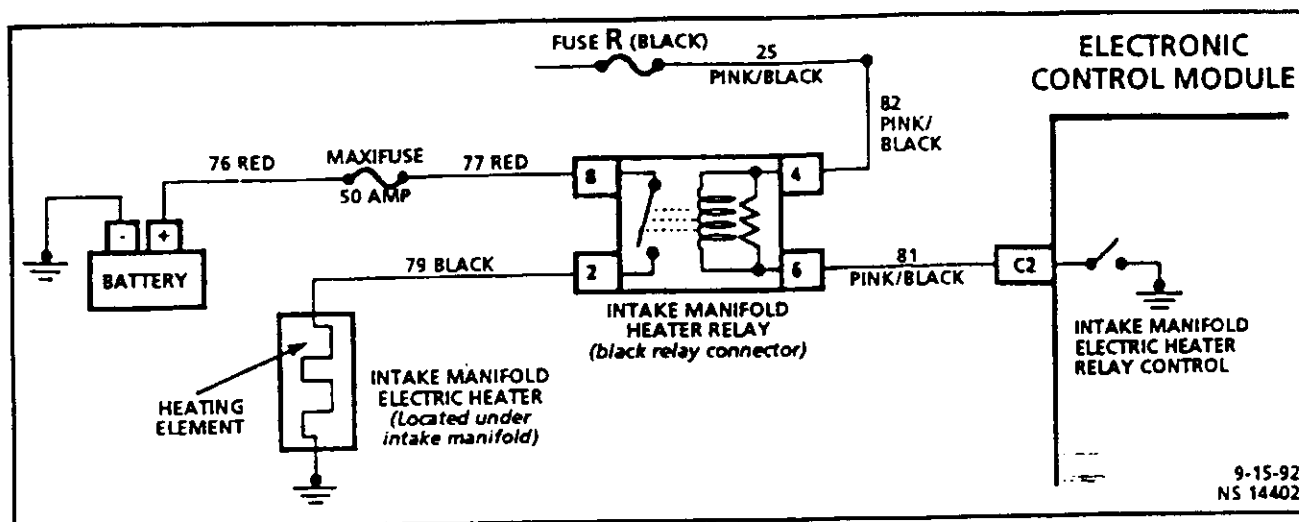 FUSE R (BLACK)
25
PINK/BLACK
ELECTRONIC
CONTROL MODULE
82
PINK/
BLACK
76 RED
MAXIFUSE
77 RED
50 AMP
8
4
- +
BATTERY
79 BLACK
2
6
81
PINK/BLACK
C2
INTAKE MANIFOLD
HEATER RELAY
(black relay connector)
INTAKE MANIFOLD
ELECTRIC HEATER
RELAY CONTROL
HEATING
ELEMENT
INTAKE MANIFOLD
ELECTRIC HEATER
(Located under
intake manifold)
9-15-92
NS 14402